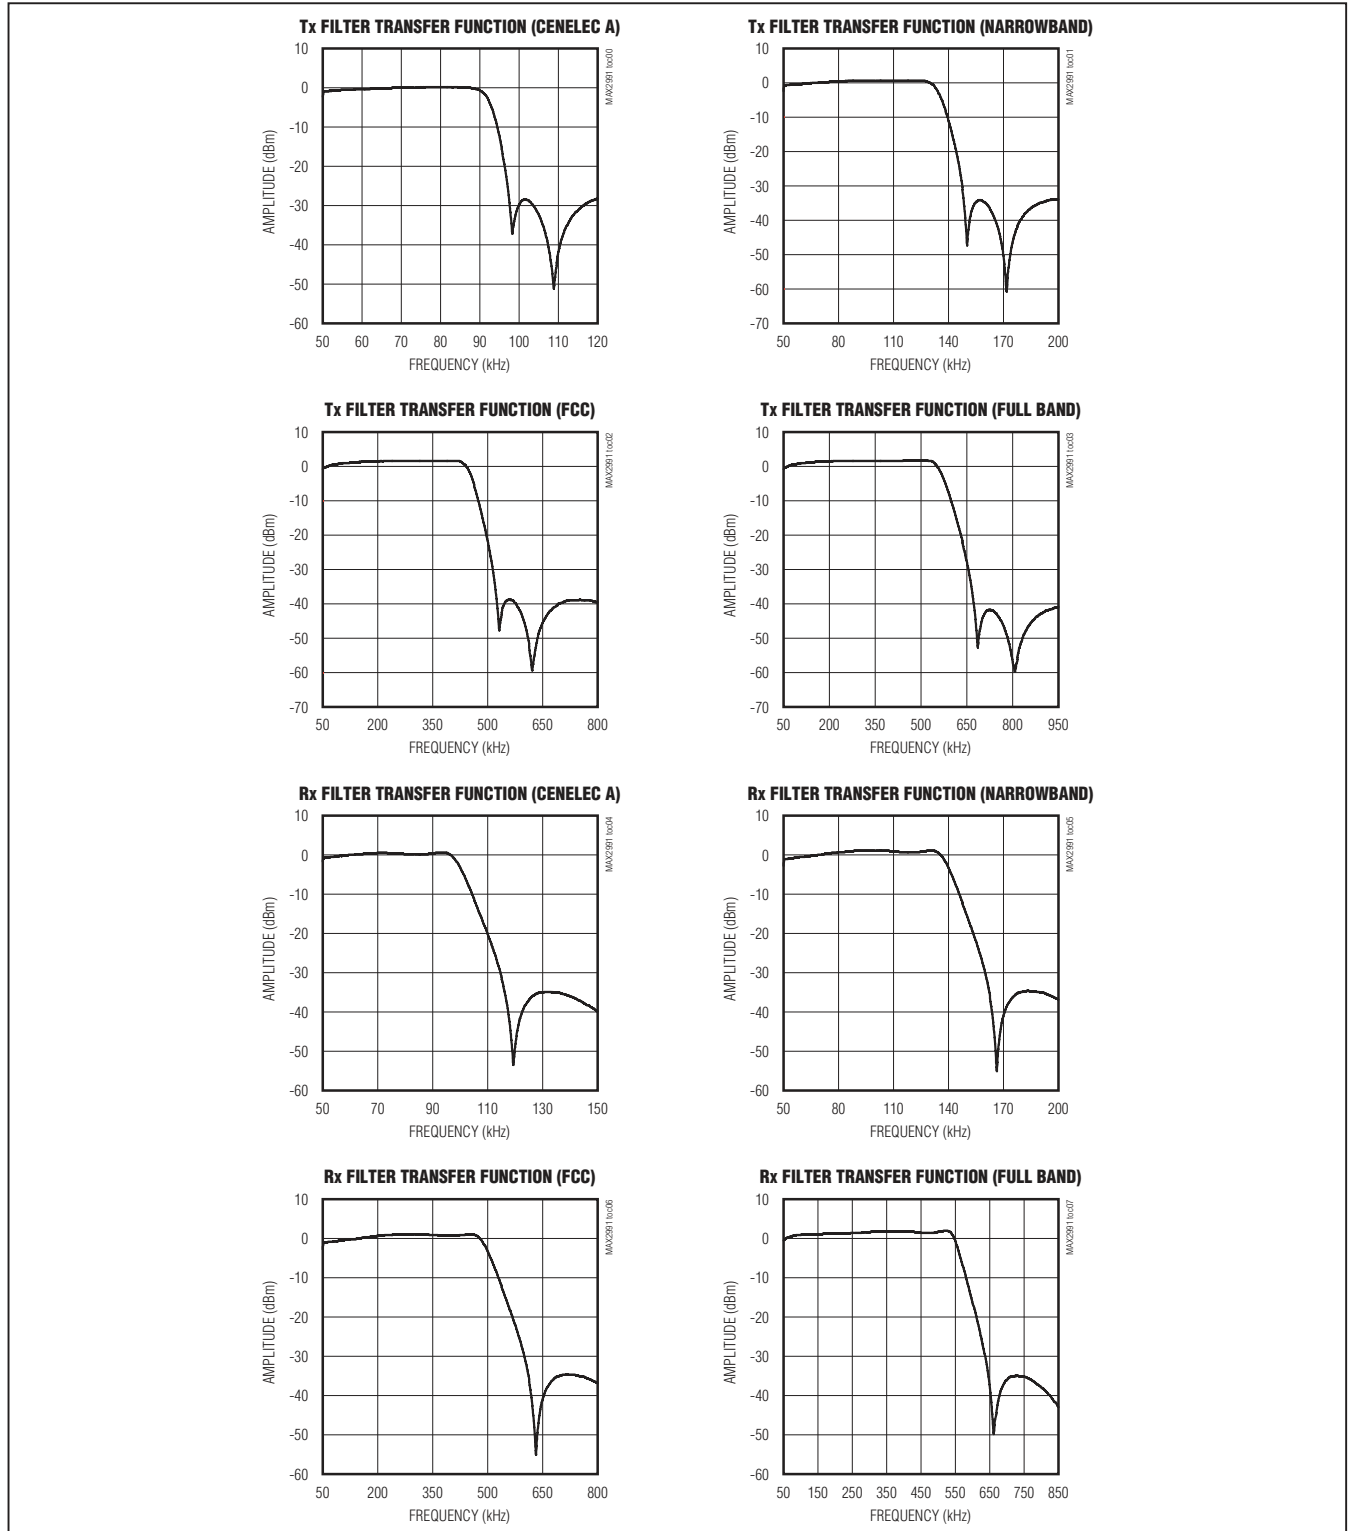 Tx FILTER TRANSFER FUNCTION (CENELEC A)
10
0
-10
-20
-30
-40
-50
-60
AMPLITUDE (dBm)
50 60 70 80 90 100 110 120
FREQUENCY (kHz)
MAX2991 toc00
Tx FILTER TRANSFER FUNCTION (NARROWBAND)
10
0
-10
-20
-30
-40
-50
-60
-70
AMPLITUDE (dBm)
50 80 110 140 170 200
FREQUENCY (kHz)
MAX2991 toc01
Tx FILTER TRANSFER FUNCTION (FCC)
10
0
-10
-20
-30
-40
-50
-60
-70
AMPLITUDE (dBm)
50 200 350 500 650 800
FREQUENCY (kHz)
MAX2991 toc02
Tx FILTER TRANSFER FUNCTION (FULL BAND)
10
0
-10
-20
-30
-40
-50
-60
-70
AMPLITUDE (dBm)
50 200 350 500 650 800 950
FREQUENCY (kHz)
MAX2991 toc03
Rx FILTER TRANSFER FUNCTION (CENELEC A)
10
0
-10
-20
-30
-40
-50
-60
AMPLITUDE (dBm)
50 70 90 110 130 150
FREQUENCY (kHz)
MAX2991 toc04
Rx FILTER TRANSFER FUNCTION (NARROWBAND)
10
0
-10
-20
-30
-40
-50
-60
AMPLITUDE (dBm)
50 80 110 140 170 200
FREQUENCY (kHz)
MAX2991 toc05
Rx FILTER TRANSFER FUNCTION (FCC)
10
0
-10
-20
-30
-40
-50
-60
AMPLITUDE (dBm)
50 200 350 500 650 800
FREQUENCY (kHz)
MAX2991 toc06
Rx FILTER TRANSFER FUNCTION (FULL BAND)
10
0
-10
-20
-30
-40
-50
-60
AMPLITUDE (dBm)
50 150 250 350 450 550 650 750 850
FREQUENCY (kHz)
MAX2991 toc07